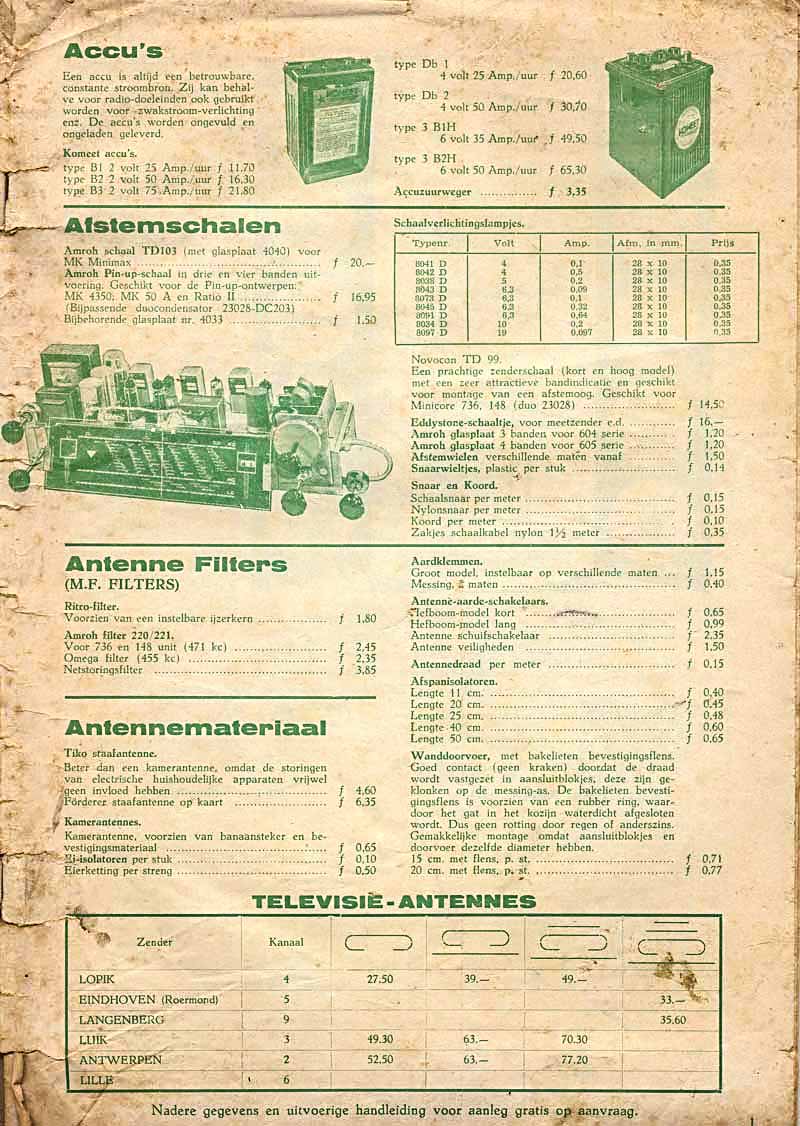 Accu's
Een accu is altijd een betrouwbare,
constante stroombron. Zij kan behal-
ve voor radio-doeleinden ook gebruikt
worden voor zwakstroom-verlichting
enz. De accu's worden ongevuld en
ongeladen geleverd.
Komeet accu's.
type B1 2 volt 25 Amp./uur f 11.70
type B2 2 volt 50 Amp./uur f 16,30
type B3 2 volt 75 Amp./uur f 21,80
type Db 1
4 volt 25 Amp./uur f 20,60
type Db 2
4 volt 50 Amp./uur f 30,70
type 3 B1H
6 volt 35 Amp./uur f 49,50
type 3 B2H
6 volt 50 Amp./uur f 65,30
Accuzuurweger .............. f 3,35
KOMEET
Afstemschalen
Amroh schaal TD103 (met glasplaat 4040) voor
MK Minimax .............................. f 20.—
Amroh Pin-up-schaal in drie en vier banden uit-
voering. Geschikt voor de Pin-up-ontwerpen:
MK 4350; MK 50 A en Ratio II .............. f 16,95
(Bijpassende duocondensator 23028-DC203)
Bijbehorende glasplaat nr. 4033 .............. f 1.50
Schaalverlichtingslampjes.
Typenr. Volt Amp. Afm. in mm. Prijs
8041 D 4 0,1 28 x 10 0,35
8042 D 4 0,5 28 x 10 0,35
8038 D 5 0,2 28 x 10 0,35
8043 D 6,3 0,09 28 x 10 0,35
8073 D 6,3 0,1 28 x 10 0,35
8045 D 6,3 0,32 28 x 10 0,35
8091 D 6,3 0,64 28 x 10 0,35
8034 D 10 0,2 28 x 10 0,35
8097 D 19 0,097 28 x 10 0,35
Novocon TD 99.
Een prachtige zenderschaal (kort en hoog model)
met een zeer attractieve bandindicatie en geschikt
voor montage van een afstemoog. Geschikt voor
Minicore 736, 148 (duo 23028) .............. f 14,50
Eddystone-schaaltje, voor meetzender e.d. .......... f 16,—
Amroh glasplaat 3 banden voor 604 serie .......... f 1,20
Amroh glasplaat 4 banden voor 605 serie .......... f 1,20
Afstemwielen verschillende maten vanaf .......... f 1,50
Snaarwieltjes, plastic per stuk .............. f 0,14
Snaar en Koord.
Schaalsnaar per meter .............. f 0,15
Nylonsnaar per meter .............. f 0,15
Koord per meter .............. f 0,10
Zakjes schaalkabel nylon 1½ meter .............. f 0,35
Antenne Filters
(M.F. FILTERS)
Ritro-filter.
Voorzien van een instelbare ijzerkern .......... f 1,80
Amroh filter 220/221.
Voor 736 en 148 unit (471 kc) .............. f 2,45
Omega filter (455 kc) .............. f 2,35
Netstoringsfilter .............. f 3,85
Aardklemmen.
Groot model, instelbaar op verschillende maten ... f 1,15
Messing, 2 maten .............. f 0.40
Antenne-aarde-schakelaars.
Hefboom-model kort .............. f 0,65
Hefboom-model lang .............. f 0,99
Antenne schuifschakelaar .............. f 2,35
Antenne veiligheden .............. f 1,50
Antennedraad per meter .............. f 0,15
Afspanisolatoren.
Lengte 11 cm. .............. f 0,40
Lengte 20 cm. .............. f 0.45
Lengte 25 cm. .............. f 0,48
Lengte 40 cm. .............. f 0,60
Lengte 50 cm. .............. f 0.65
Wanddoorvoer, met bakelieten bevestigingsflens.
Goed contact (geen kraken) doordat de draad
wordt vastgezet in aansluitblokjes, deze zijn ge-
klonken op de messing-as. De bakelieten bevesti-
gingsflens is voorzien van een rubber ring, waar-
door het gat in het kozijn waterdicht afgesloten
wordt. Dus geen rotting door regen of anderszins.
Gemakkelijke montage omdat aansluitblokjes en
doorvoer dezelfde diameter hebben.
15 cm. met flens, p. st. .............. f 0,71
20 cm. met flens, p. st. .............. f 0,77
Antennemateriaal
Tiko staafantenne.
Beter dan een kamerantenne, omdat de storingen
van electrische huishoudelijke apparaten vrijwel
geen invloed hebben .............. f 4,60
Förderer staafantenne op kaart .............. f 6,35
Kamerantennes.
Kamerantenne, voorzien van banaansteker en be-
vestigingsmateriaal .............. f 0,65
Ei-isolatoren per stuk .............. f 0,10
Eierketting per streng .............. f 0,50
TELEVISIE-ANTENNES
Zender Kanaal
LOPIK 4 27.50 39.— 49.—
EINDHOVEN (Roermond) 5 33.—
LANGENBERG 9 35.60
LUIK 3 49.30 63.— 70.30
ANTWERPEN 2 52.50 63.— 77.20
LILLE 6
Nadere gegevens en uitvoerige handleiding voor aanleg gratis op aanvraag.
1